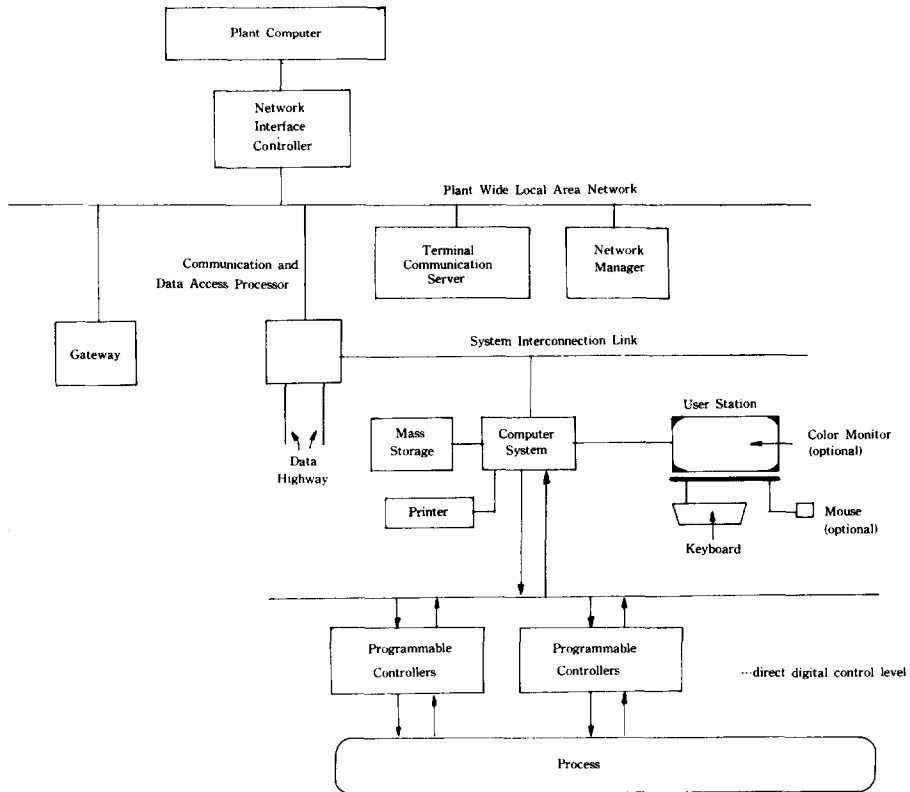 Plant Computer
Network
Interface
Controller
Plant Wide Local Area Network
Terminal
Communication
Server
Network
Manager
Communication and
Data Access Processor
Gateway
System Interconnection Link
User Station
Mass
Storage
Computer
System
Color Monitor
(optional)
Data
Highway
Printer
Mouse
(optional)
Keyboard
Programmable
Controllers
Programmable
Controllers
---direct digital control level
Process